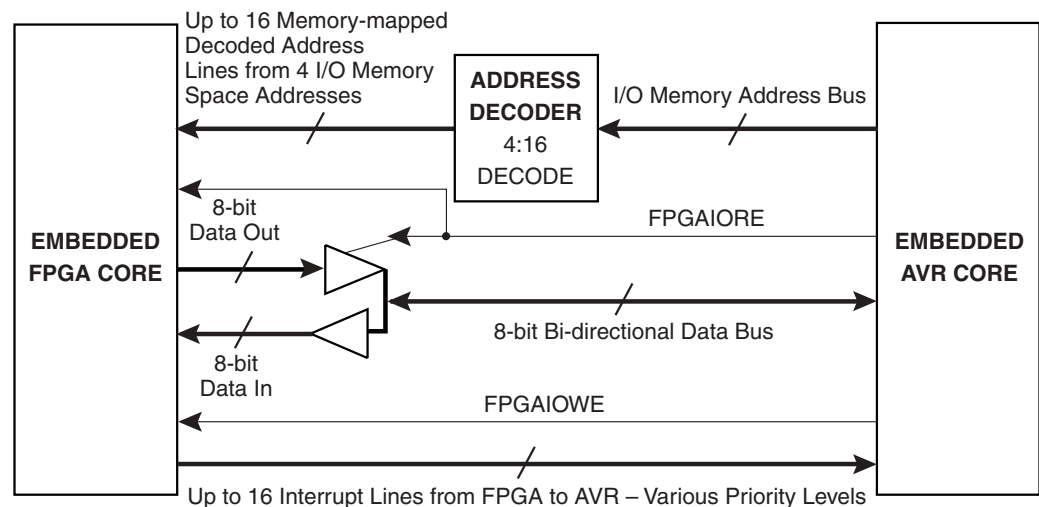 Up to 16 Memory-mapped
Decoded Address
Lines from 4 I/O Memory
Space Addresses
ADDRESS
DECODER
4:16
DECODE
I/O Memory Address Bus
8-bit
Data Out
FPGAIORE
EMBEDDED
FPGA CORE
EMBEDDED
AVR CORE
8-bit Bi-directional Data Bus
8-bit
Data In
FPGAIOWE
Up to 16 Interrupt Lines from FPGA to AVR – Various Priority Levels